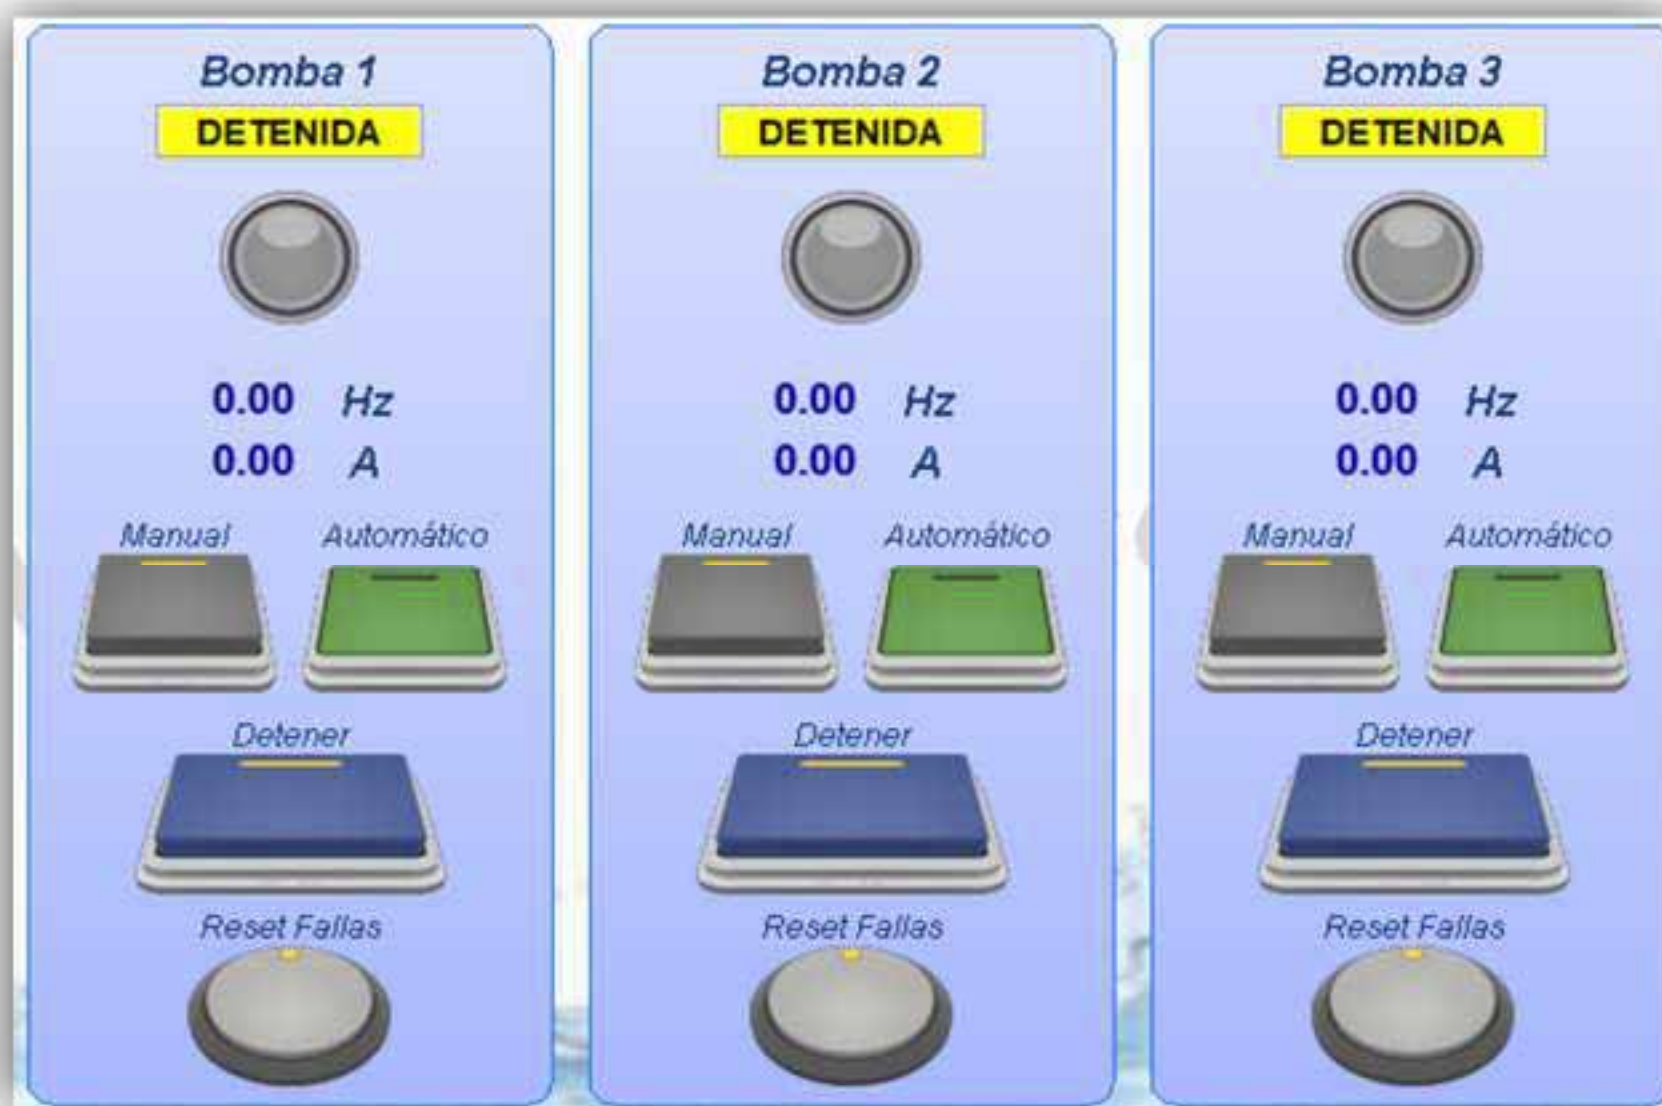 Bomba 1
DETENIDA
0.00 Hz
0.00 A
Manual Automático
Detener
Reset Fallas
Bomba 2
DETENIDA
0.00 Hz
0.00 A
Manual Automático
Detener
Reset Fallas
Bomba 3
DETENIDA
0.00 Hz
0.00 A
Manual Automático
Detener
Reset Fallas